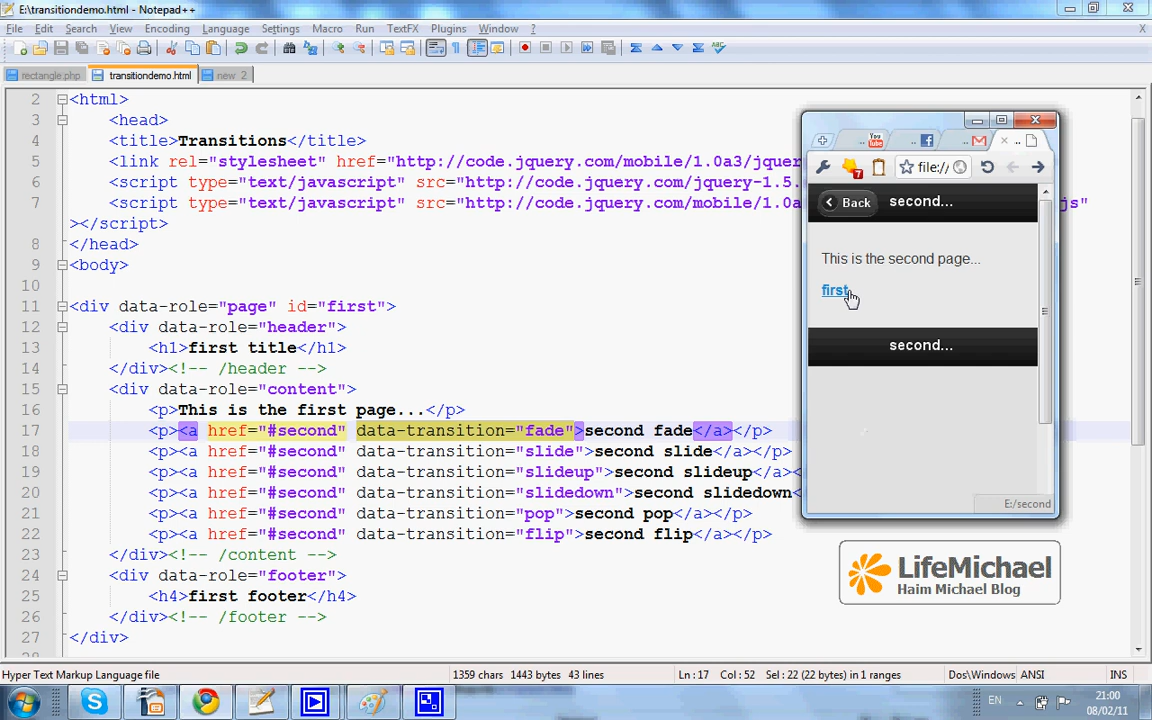 E:\transitiondemo.html - Notepad++
File Edit Search View Encoding Language Settings Macro Run TextFX Plugins Window ?
X
rectangle.php transitiondemo.html new 2
2 <html>
3 <head>
4 <title>Transitions</title>
5 <link rel="stylesheet" href="http://code.jquery.com/mobile/1.0a3/jquer
6 <script type="text/javascript" src="http://code.jquery.com/jquery-1.5.
7 <script type="text/javascript" src="http://code.jquery.com/mobile/1.0a js"
></script>
8 </head>
9 <body>
10
11 <div data-role="page" id="first">
12 <div data-role="header">
13 <h1>first title</h1>
14 </div><!-- /header -->
15 <div data-role="content">
16 <p>This is the first page...</p>
17 <p><a href="#second" data-transition="fade">second fade</a></p>
18 <p><a href="#second" data-transition="slide">second slide</a></p>
19 <p><a href="#second" data-transition="slideup">second slideup</a><
20 <p><a href="#second" data-transition="slidedown">second slidedown<
21 <p><a href="#second" data-transition="pop">second pop</a></p>
22 <p><a href="#second" data-transition="flip">second flip</a></p>
23 </div><!-- /content -->
24 <div data-role="footer">
25 <h4>first footer</h4>
26 </div><!-- /footer -->
27 </div>
You Tube
file://
7
Back second...
This is the second page...
first
second...
E:/second
LifeMichael
Haim Michael Blog
Hyper Text Markup Language file 1359 chars 1443 bytes 43 lines Ln : 17 Col : 52 Sel : 22 (22 bytes) in 1 ranges Dos\Windows ANSI INS
EN
21:00
08/02/11